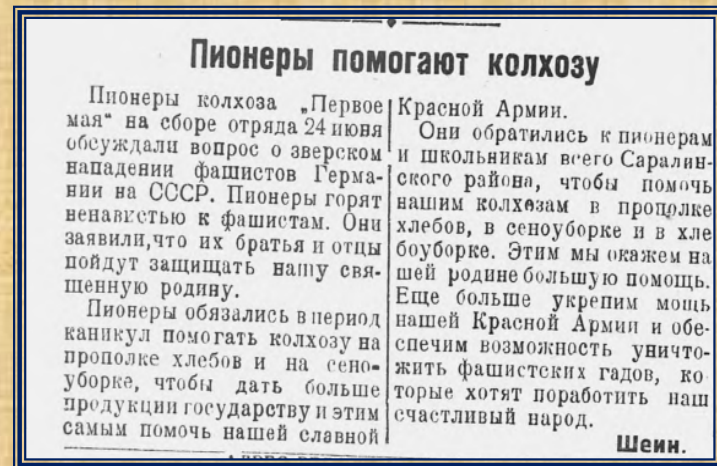 Пионеры помогают колхозу
Пионеры колхоза „Первое
мая“ на сборе отряда 24 июня
обсуждали вопрос о зверском
нападении фашистов Герма-
нии на СССР. Пионеры горят
ненавистью к фашистам. Они
заявили,что их братья и отцы
пойдут защищать нашу свя-
щенную родину.
Пионеры обязались в период
каникул помогать колхозу на
прополке хлебов и на сено-
уборке, чтобы дать больше
продукции государству и этим
самым помочь нашей славной
Красной Армии.
Они обратились к пионерам
и школьникам всего Саралин-
ского района, чтобы помочь
нашим колхозам в прополке
хлебов, в сеноуборке и в хле
боуборке. Этим мы окажем на
шей родине большую помощь.
Еще больше укрепим мощь
нашей Красной Армии и обе-
спечим возможность уничто-
жить фашистских гадов, ко
торые хотят поработить наш
счастливый народ.
Шеин.